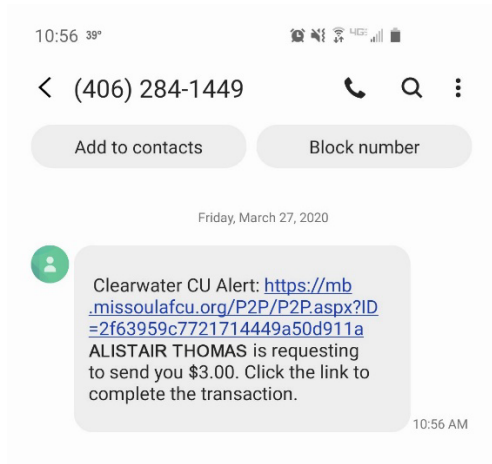 10:56 39° 4GE
(406) 284-1449
Add to contacts Block number
Friday, March 27, 2020
Clearwater CU Alert: https://mb
.missoulafcu.org/P2P/P2P.aspx?ID
=2f63959c7721714449a50d911a
ALISTAIR THOMAS is requesting
to send you $3.00. Click the link to
complete the transaction.
10:56 AM